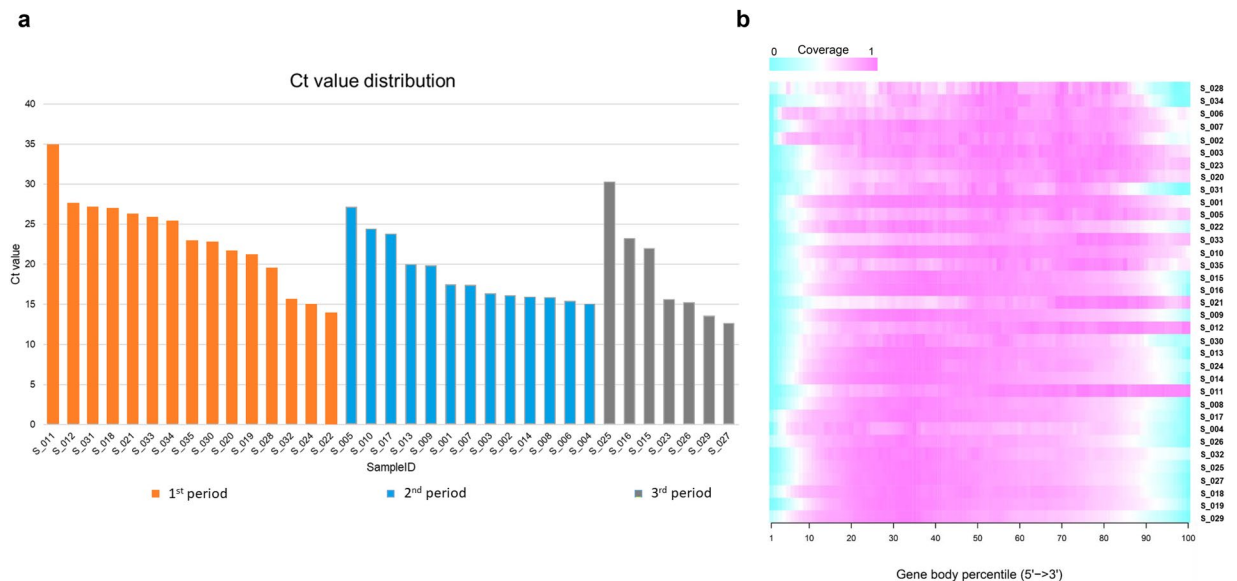 a
Ct value distribution
40
35
30
25
20
15
10
5
0
Ct value
S_011 S_012 S_031 S_018 S_021 S_033 S_034 S_035 S_030 S_020 S_019 S_028 S_032 S_024 S_022 S_005 S_010 S_017 S_013 S_009 S_001 S_007 S_003 S_002 S_014 S_008 S_006 S_004 S_025 S_016 S_015 S_023 S_026 S_029 S_027
SampleID
1st period 2nd period 3rd period
b
Coverage
0 1
S_028
S_034
S_006
S_007
S_002
S_003
S_023
S_020
S_031
S_001
S_005
S_022
S_033
S_010
S_035
S_015
S_016
S_021
S_009
S_012
S_030
S_013
S_024
S_014
S_011
S_008
S_017
S_004
S_026
S_032
S_025
S_027
S_018
S_019
S_029
1 10 20 30 40 50 60 70 80 90 100
Gene body percentile (5'->3')